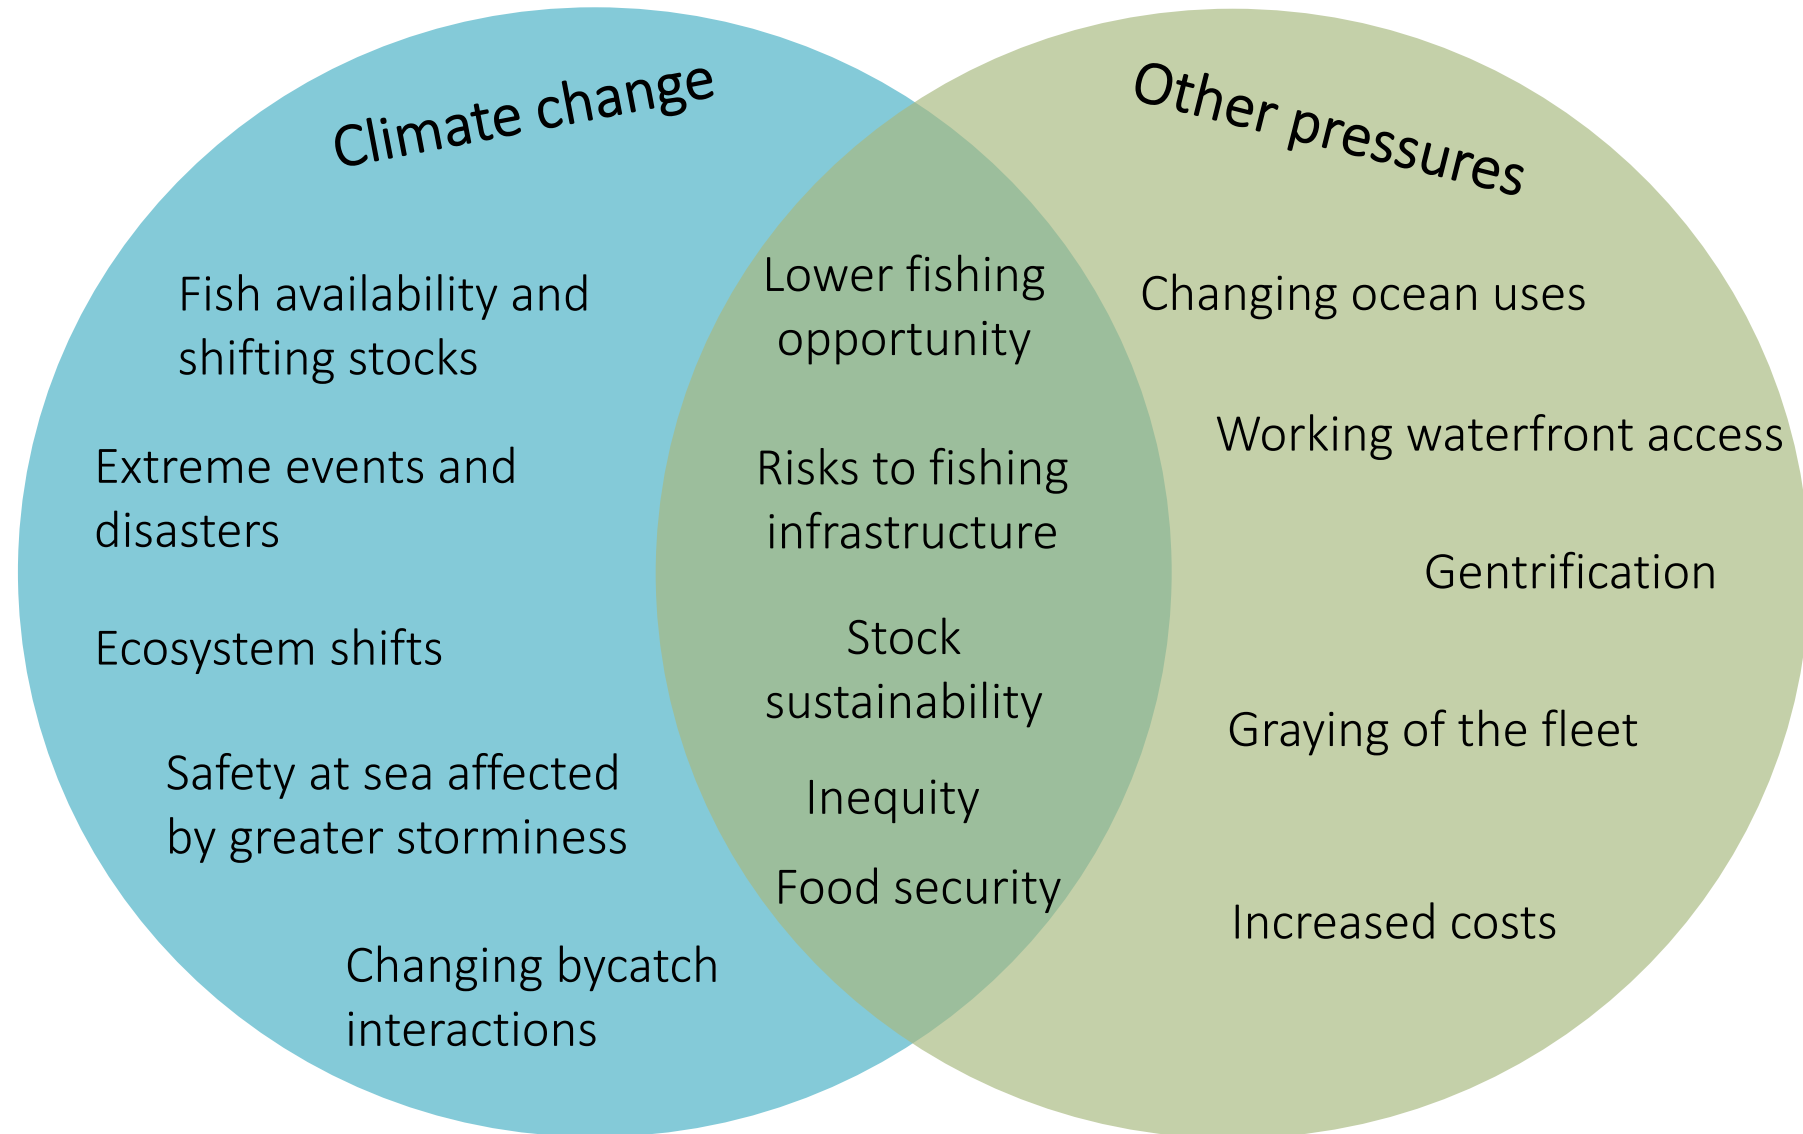 Climate change
Fish availability and
shifting stocks
Extreme events and
disasters
Ecosystem shifts
Safety at sea affected
by greater storminess
Changing bycatch
interactions
Lower fishing
opportunity
Risks to fishing
infrastructure
Stock
sustainability
Inequity
Food security
Other pressures
Changing ocean uses
Working waterfront access
Gentrification
Graying of the fleet
Increased costs